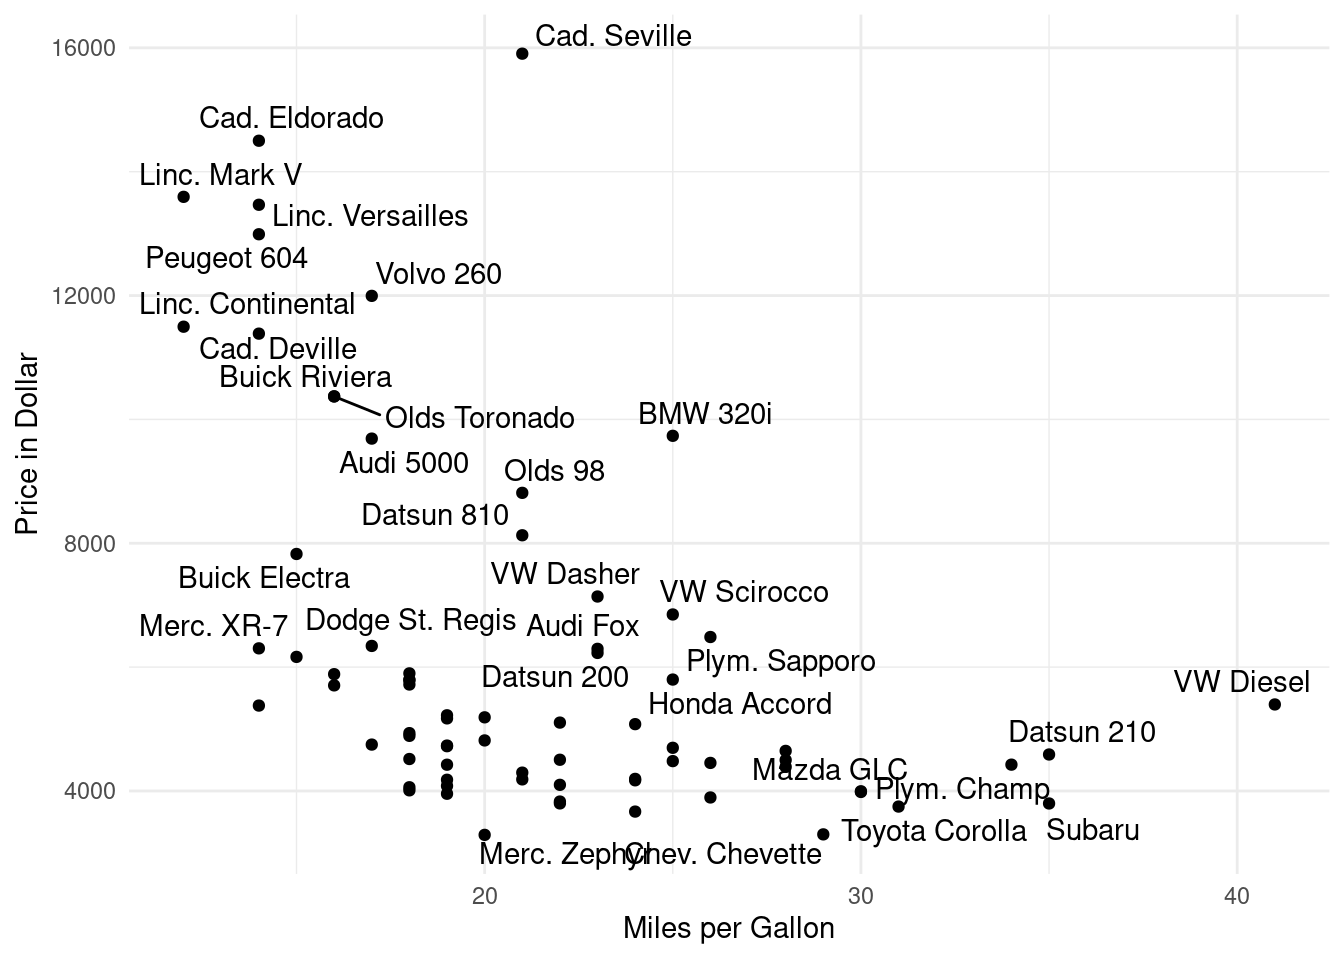 16000
Cad. Seville
Cad. Eldorado
Linc. Mark V
Linc. Versailles
Peugeot 604
Volvo 260
12000
Linc. Continental
Cad. Deville
Buick Riviera
Olds Toronado
BMW 320i
Audi 5000
Olds 98
Datsun 810
8000
Buick Electra
VW Dasher
VW Scirocco
Merc. XR-7
Dodge St. Regis
Audi Fox
Plym. Sapporo
Datsun 200
VW Diesel
Honda Accord
Datsun 210
Mazda GLC
4000
Plym. Champ
Toyota Corolla
Subaru
Merc. Zephyr
Chev. Chevette
20
30
40
Miles per Gallon
Price in Dollar